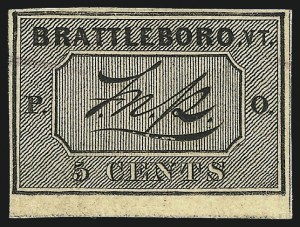 BRATTLEBORO, VT.
P. F.N.P. O.
5 CENTS